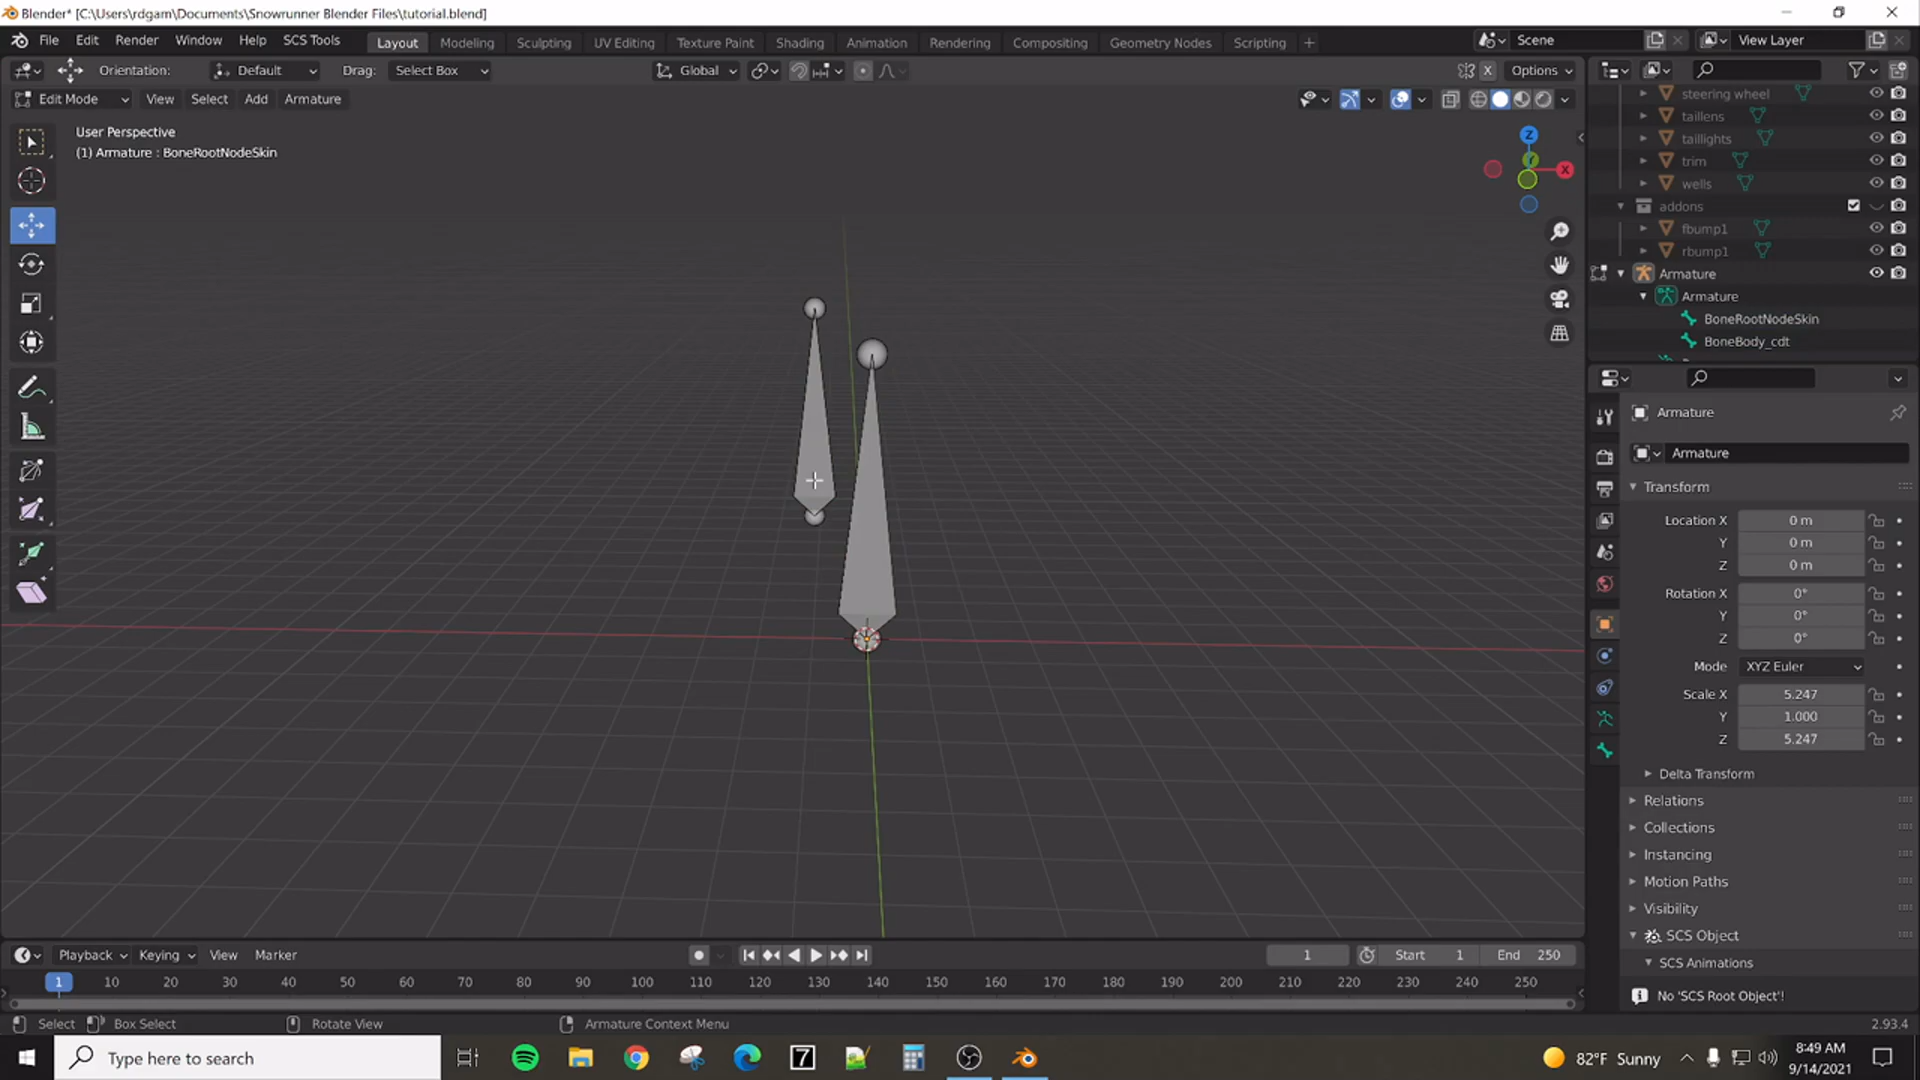 Blender* [C:\Users\rdgam\Documents\Snowrunner Blender Files\tutorial.blend]
File Edit Render Window Help SCS Tools
Layout Modeling Sculpting UV Editing Texture Paint Shading Animation Rendering Compositing Geometry Nodes Scripting +
Scene
View Layer
Orientation: Default Drag: Select Box
Global
X
Options
Edit Mode View Select Add Armature
User Perspective
(1) Armature : BoneRootNodeSkin
Z
Y
X
steering wheel
taillens
taillights
trim
wells
addons
fbump1
rbump1
Armature
Armature
BoneRootNodeSkin
BoneBody_cdt
Armature
Armature
Transform
Location X 0 m
Y 0 m
Z 0 m
Rotation X 0°
Y 0°
Z 0°
Mode XYZ Euler
Scale X 5.247
Y 1.000
Z 5.247
Delta Transform
Relations
Collections
Instancing
Motion Paths
Visibility
SCS Object
SCS Animations
No 'SCS Root Object'!
Playback Keying View Marker
1
Start 1
End 250
1 10 20 30 40 50 60 70 80 90 100 110 120 130 140 150 160 170 180 190 200 210 220 230 240 250
Select Box Select Rotate View Armature Context Menu
2.93.4
Type here to search
7
82°F Sunny
8:49 AM
9/14/2021